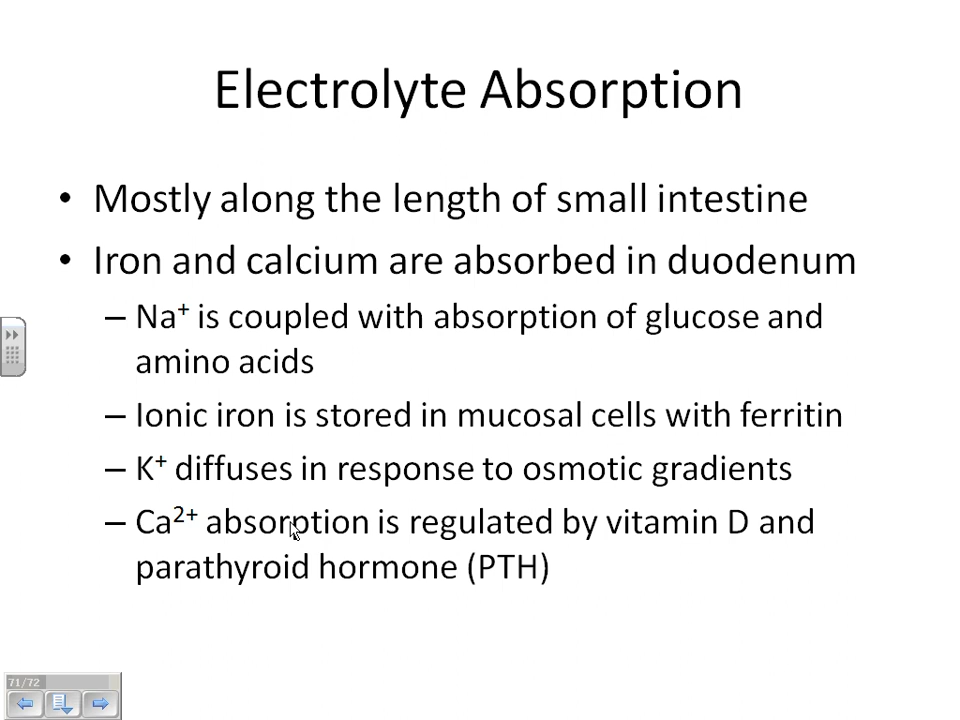 Electrolyte Absorption
• Mostly along the length of small intestine
• Iron and calcium are absorbed in duodenum
– Na⁺ is coupled with absorption of glucose and
amino acids
– Ionic iron is stored in mucosal cells with ferritin
– K⁺ diffuses in response to osmotic gradients
– Ca²⁺ absorption is regulated by vitamin D and
parathyroid hormone (PTH)
71/72